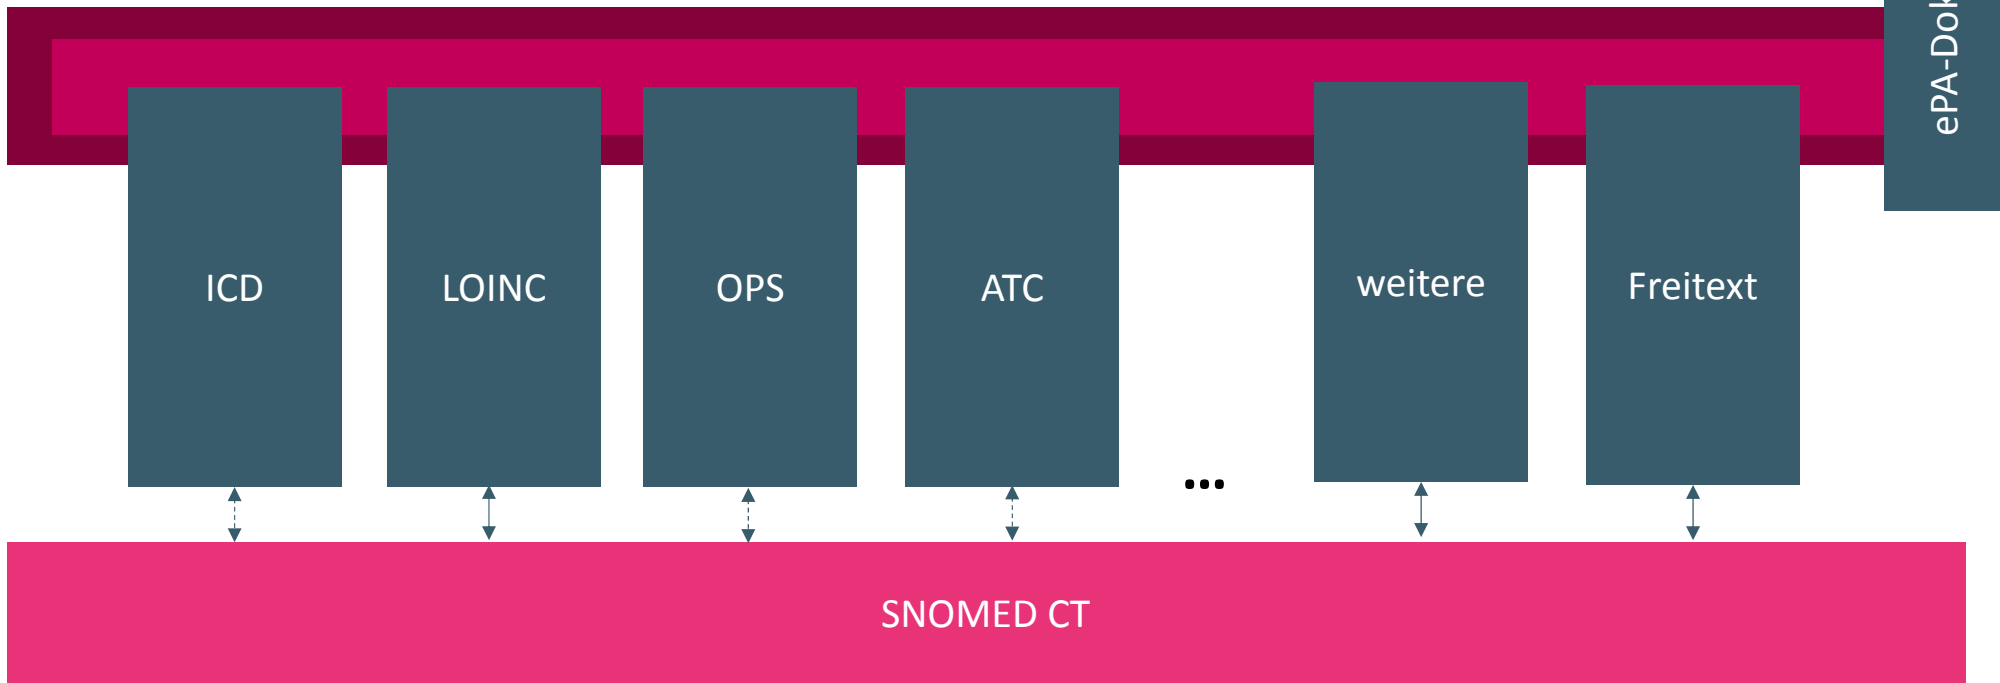 ePA-Dok
ICD
LOINC
OPS
ATC
...
weitere
Freitext
SNOMED CT